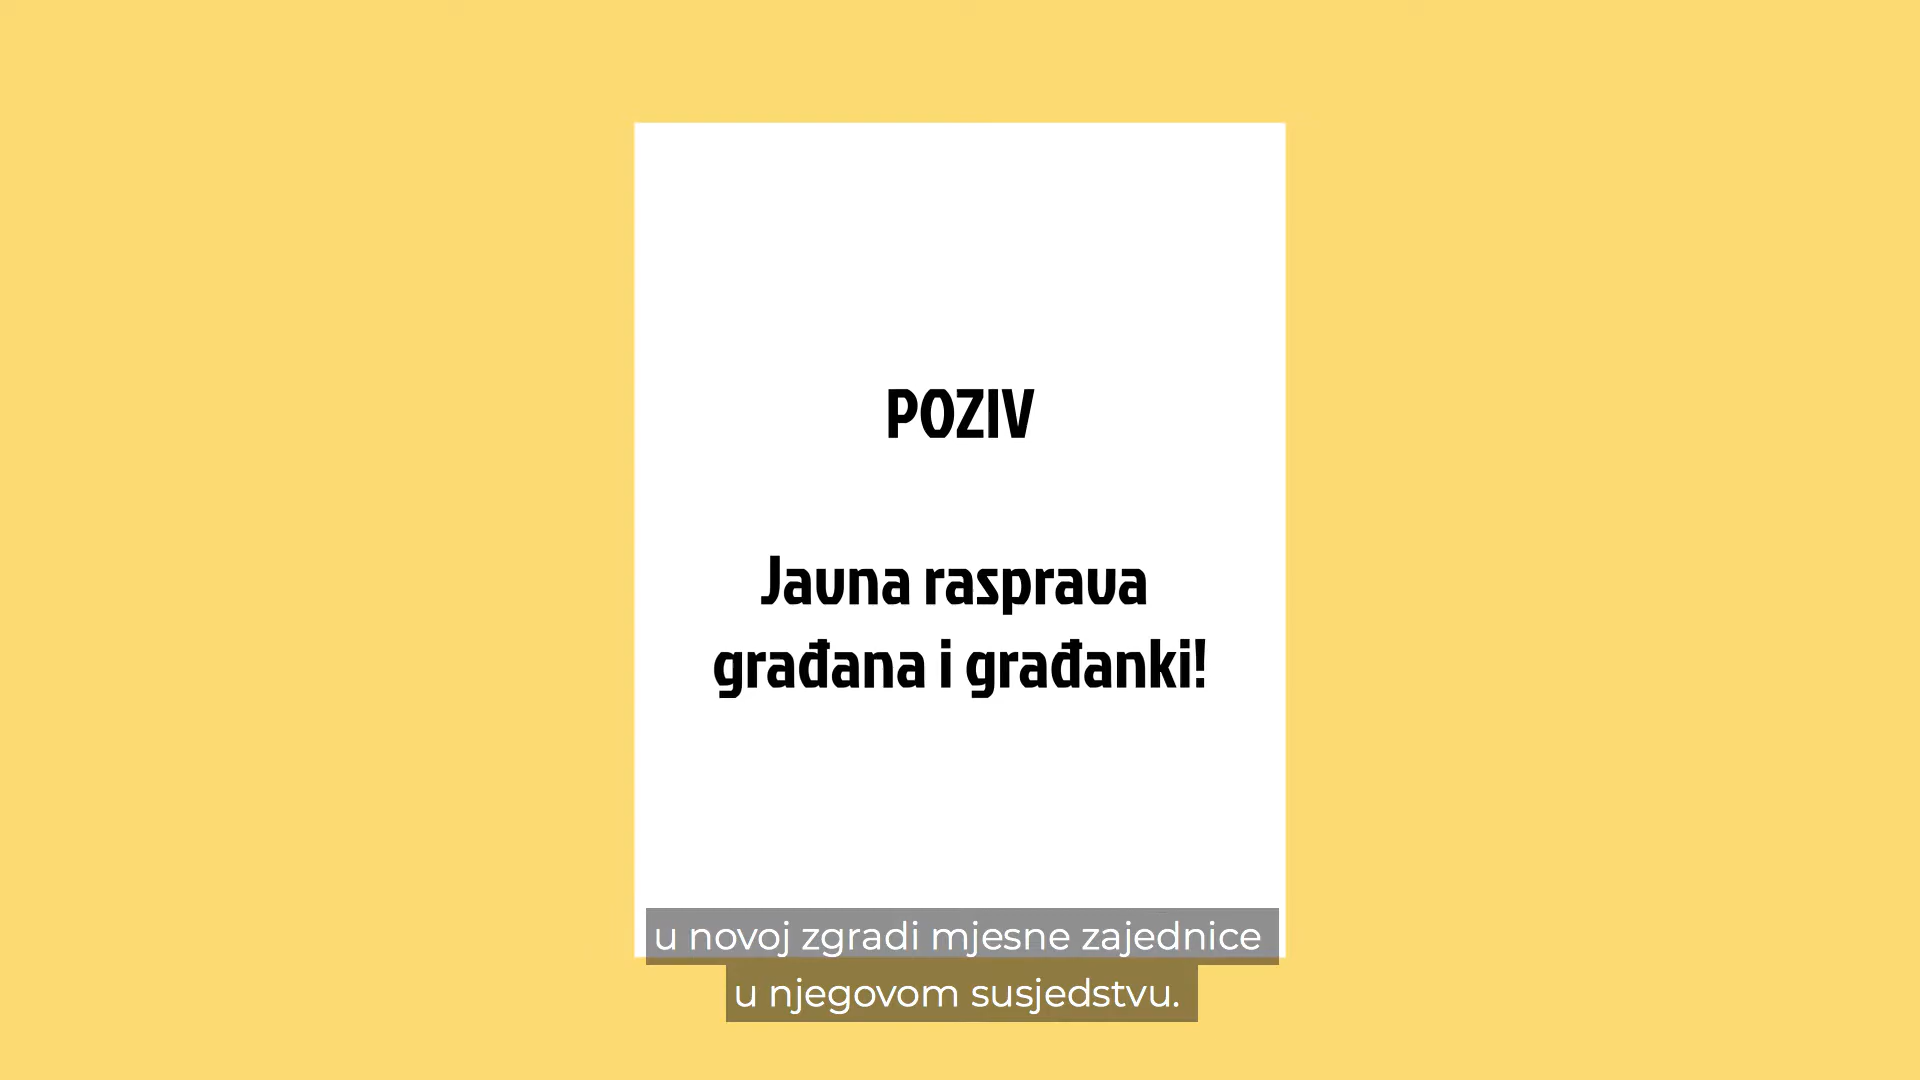 POZIV
Javna rasprava
građana i građanki!
u novoj zgradi mjesne zajednice
u njegovom susjedstvu.